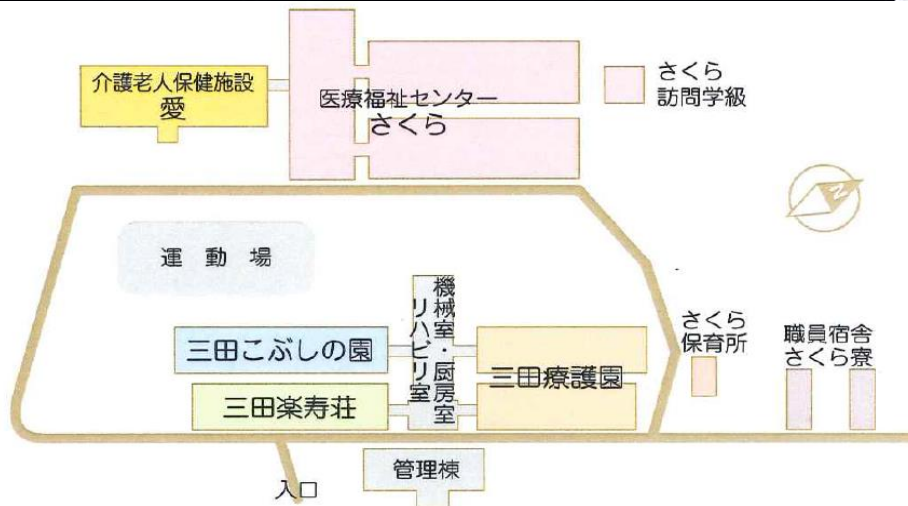 介護老人保健施設
愛
医療福祉センター
さくら
さくら
訪問学級
運動場
機械室・厨房室
リハビリ室
三田こぶしの園
三田療護園
三田楽寿荘
さくら
保育所
職員宿舎
さくら寮
管理棟
入口